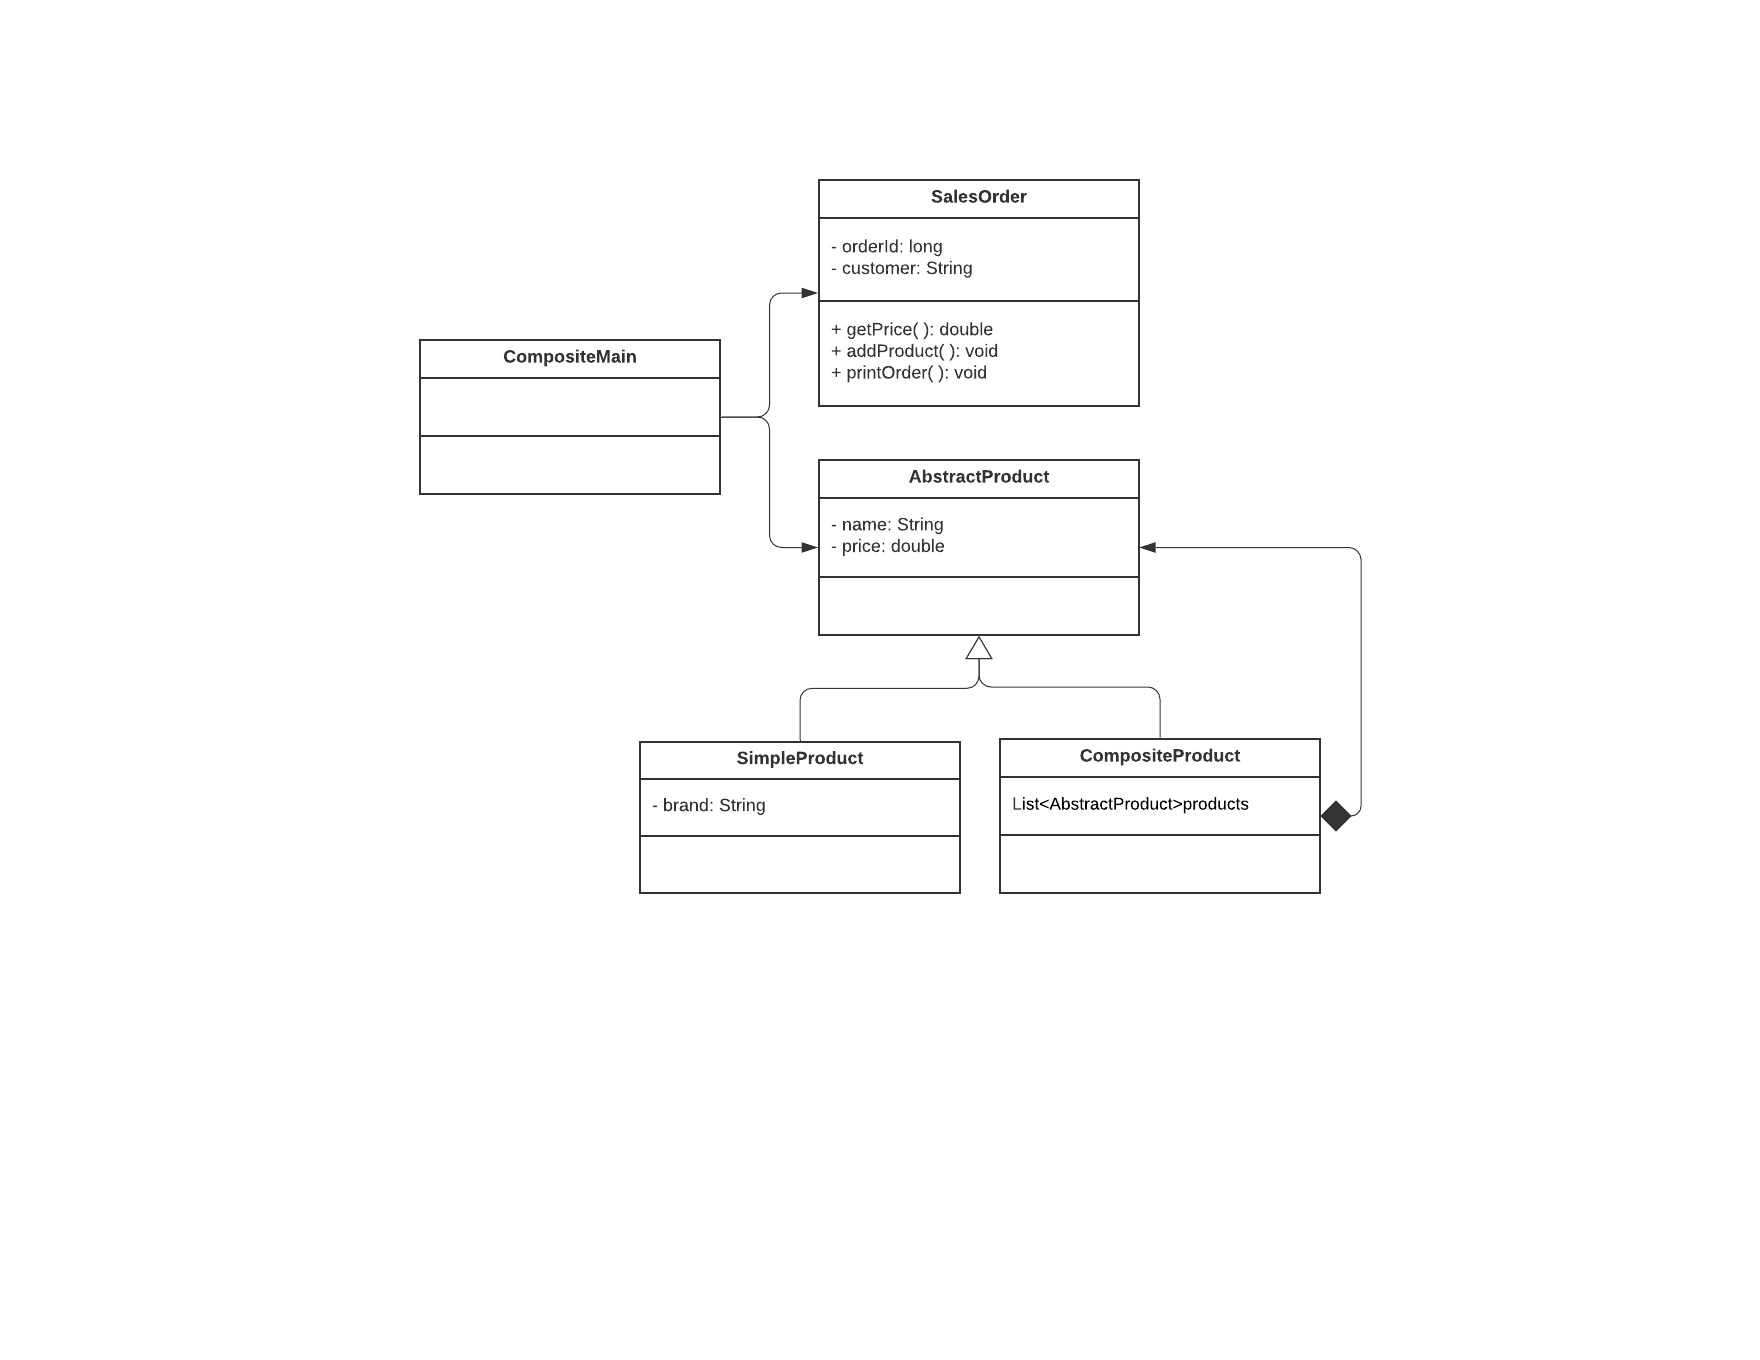 SalesOrder
- orderId: long
- customer: String
+ getPrice( ): double
+ addProduct( ): void
+ printOrder( ): void
CompositeMain
AbstractProduct
- name: String
- price: double
SimpleProduct
- brand: String
CompositeProduct
List<AbstractProduct>products